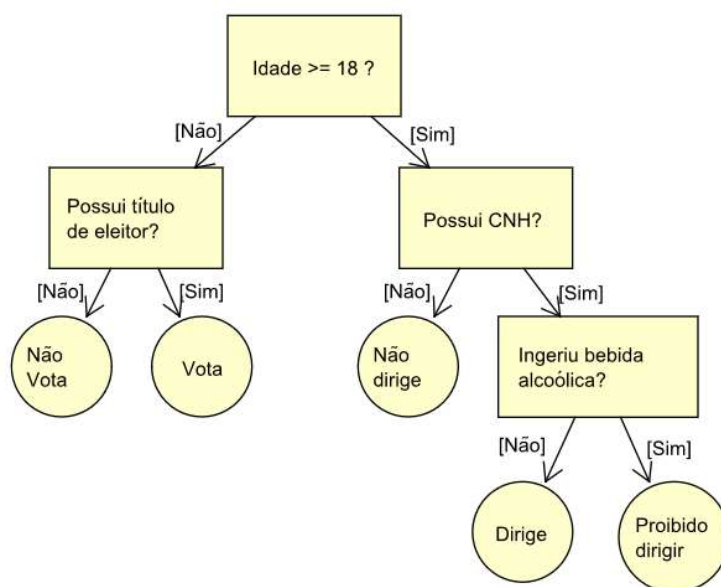 Idade >= 18 ?
[Não]
[Sim]
Possui título
de eleitor?
Possui CNH?
[Não]
[Sim]
[Não]
[Sim]
Não
Vota
Vota
Não
dirige
Ingeriu bebida
alcoólica?
[Não]
[Sim]
Dirige
Proibido
dirigir